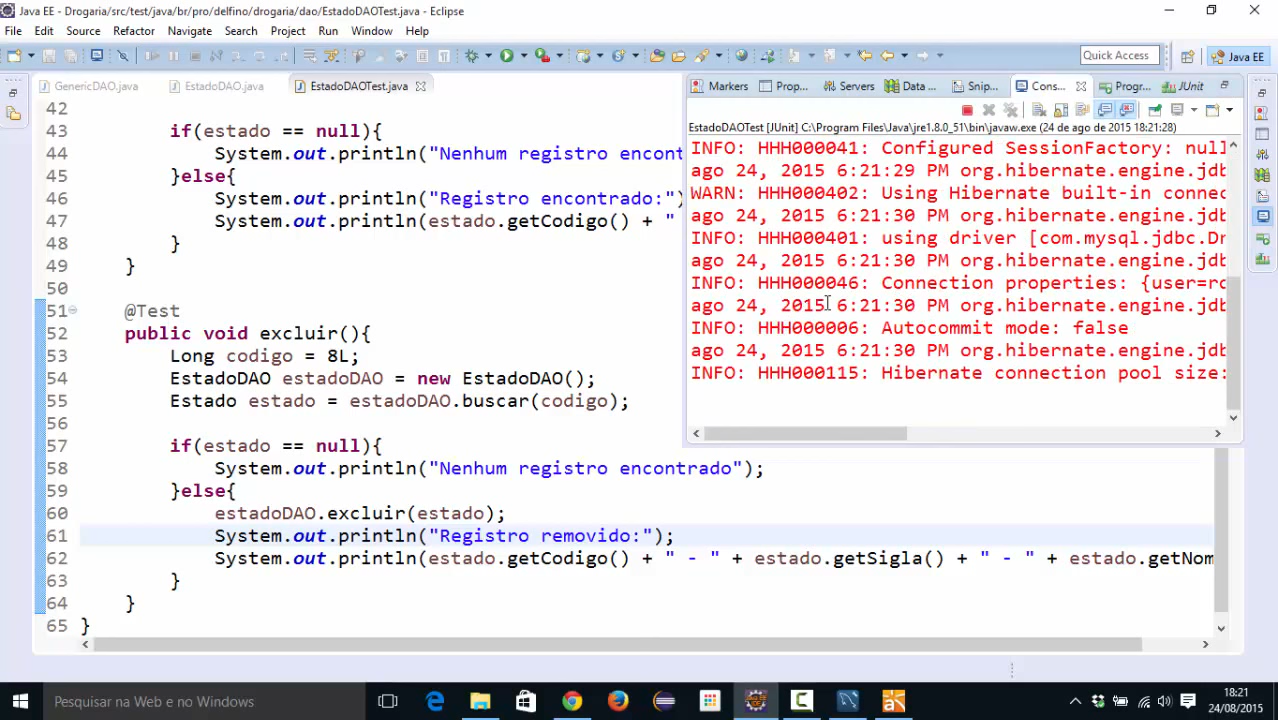 Java EE - Drogaria/src/test/java/br/pro/delfino/drogaria/dao/EstadoDAOTest.java - Eclipse
File Edit Source Refactor Navigate Search Project Run Window Help
Quick Access
Java EE
GenericDAO.java EstadoDAO.java EstadoDAOTest.java
Markers Prop... Servers Data ... Snip... Cons... Progr... JUnit
EstadoDAOTest [JUnit] C:\Program Files\Java\jre1.8.0_51\bin\javaw.exe (24 de ago de 2015 18:21:28)
INFO: HHH000041: Configured SessionFactory: null
ago 24, 2015 6:21:29 PM org.hibernate.engine.jdb
WARN: HHH000402: Using Hibernate built-in connec
ago 24, 2015 6:21:30 PM org.hibernate.engine.jdb
INFO: HHH000401: using driver [com.mysql.jdbc.Dr
ago 24, 2015 6:21:30 PM org.hibernate.engine.jdb
INFO: HHH000046: Connection properties: {user=ro
ago 24, 2015 6:21:30 PM org.hibernate.engine.jdb
INFO: HHH000006: Autocommit mode: false
ago 24, 2015 6:21:30 PM org.hibernate.engine.jdb
INFO: HHH000115: Hibernate connection pool size:
42
43 if(estado == null){
44 System.out.println("Nenhum registro encont
45 }else{
46 System.out.println("Registro encontrado:")
47 System.out.println(estado.getCodigo() + "
48 }
49 }
50
51 @Test
52 public void excluir(){
53 Long codigo = 8L;
54 EstadoDAO estadoDAO = new EstadoDAO();
55 Estado estado = estadoDAO.buscar(codigo);
56
57 if(estado == null){
58 System.out.println("Nenhum registro encontrado");
59 }else{
60 estadoDAO.excluir(estado);
61 System.out.println("Registro removido:");
62 System.out.println(estado.getCodigo() + " - " + estado.getSigla() + " - " + estado.getNom
63 }
64 }
65 }
Pesquisar na Web e no Windows
18:21
24/08/2015